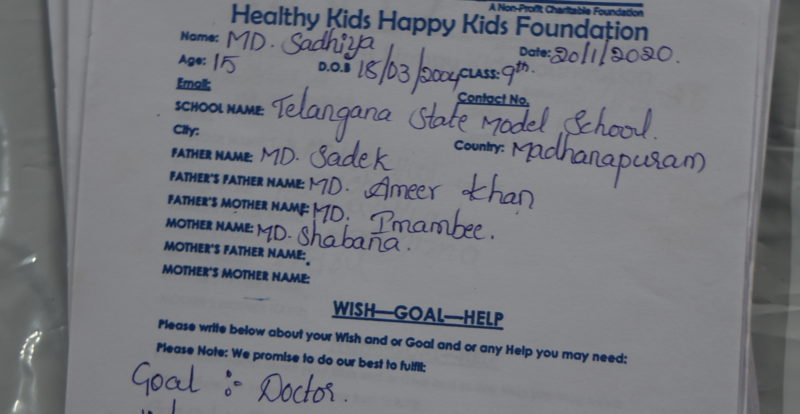 A Non-Profit Charitable Foundation
Healthy Kids Happy Kids Foundation
Name: MD. Sadhiya Date: 20/1/2020.
Age: 15 D.O.B 18/03/2004 CLASS: 9th.
Email: Contact No.
SCHOOL NAME: Telangana State Model School.
City: Country: Madhanapuram
FATHER NAME: MD. Sadek
FATHER'S FATHER NAME: MD. Ameer Khan
FATHER'S MOTHER NAME: MD. Imambee.
MOTHER NAME: MD. Shabana.
MOTHER'S FATHER NAME:
MOTHER'S MOTHER NAME:
WISH—GOAL—HELP
Please write below about your Wish and or Goal and or any Help you may need:
Please Note: We promise to do our best to fulfil:
Goal :- Doctor.